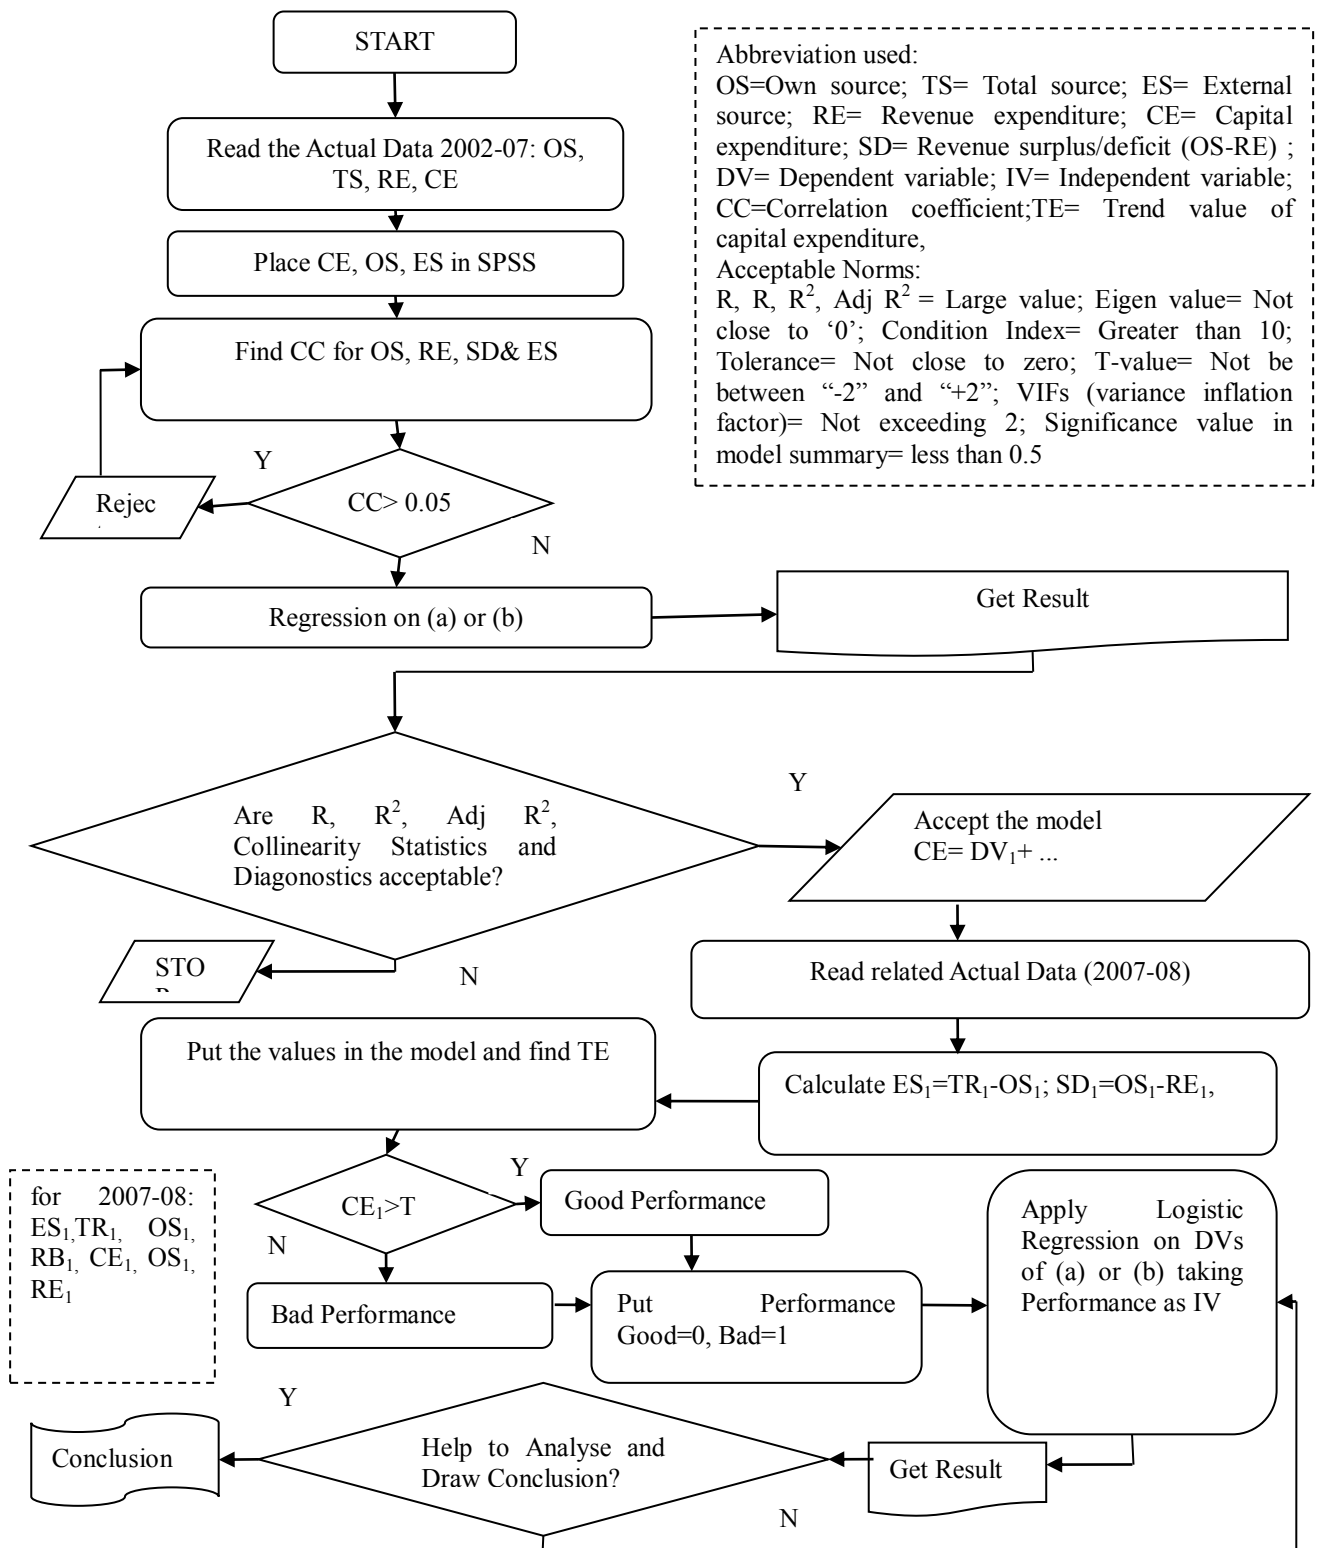 START
Abbreviation used:
OS=Own source; TS= Total source; ES= External
source; RE= Revenue expenditure; CE= Capital
expenditure; SD= Revenue surplus/deficit (OS-RE) ;
DV= Dependent variable; IV= Independent variable;
CC=Correlation coefficient;TE= Trend value of
capital expenditure,
Acceptable Norms:
R, R, R², Adj R² = Large value; Eigen value= Not
close to ‘0’; Condition Index= Greater than 10;
Tolerance= Not close to zero; T-value= Not be
between “-2” and “+2”; VIFs (variance inflation
factor)= Not exceeding 2; Significance value in
model summary= less than 0.5
Read the Actual Data 2002-07: OS,
TS, RE, CE
Place CE, OS, ES in SPSS
Find CC for OS, RE, SD& ES
Y
Rejec
CC> 0.05
N
Regression on (a) or (b)
Get Result
Y
Are R, R², Adj R²,
Collinearity Statistics and
Diagonostics acceptable?
Accept the model
CE= DV₁+ ...
STO
N
Read related Actual Data (2007-08)
Put the values in the model and find TE
Calculate ES₁=TR₁-OS₁; SD₁=OS₁-RE₁,
for 2007-08:
ES₁,TR₁, OS₁,
RB₁, CE₁, OS₁,
RE₁
CE₁>T
Y
N
Good Performance
Bad Performance
Put Performance
Good=0, Bad=1
Apply Logistic
Regression on DVs
of (a) or (b) taking
Performance as IV
Y
Conclusion
Help to Analyse and
Draw Conclusion?
Get Result
N